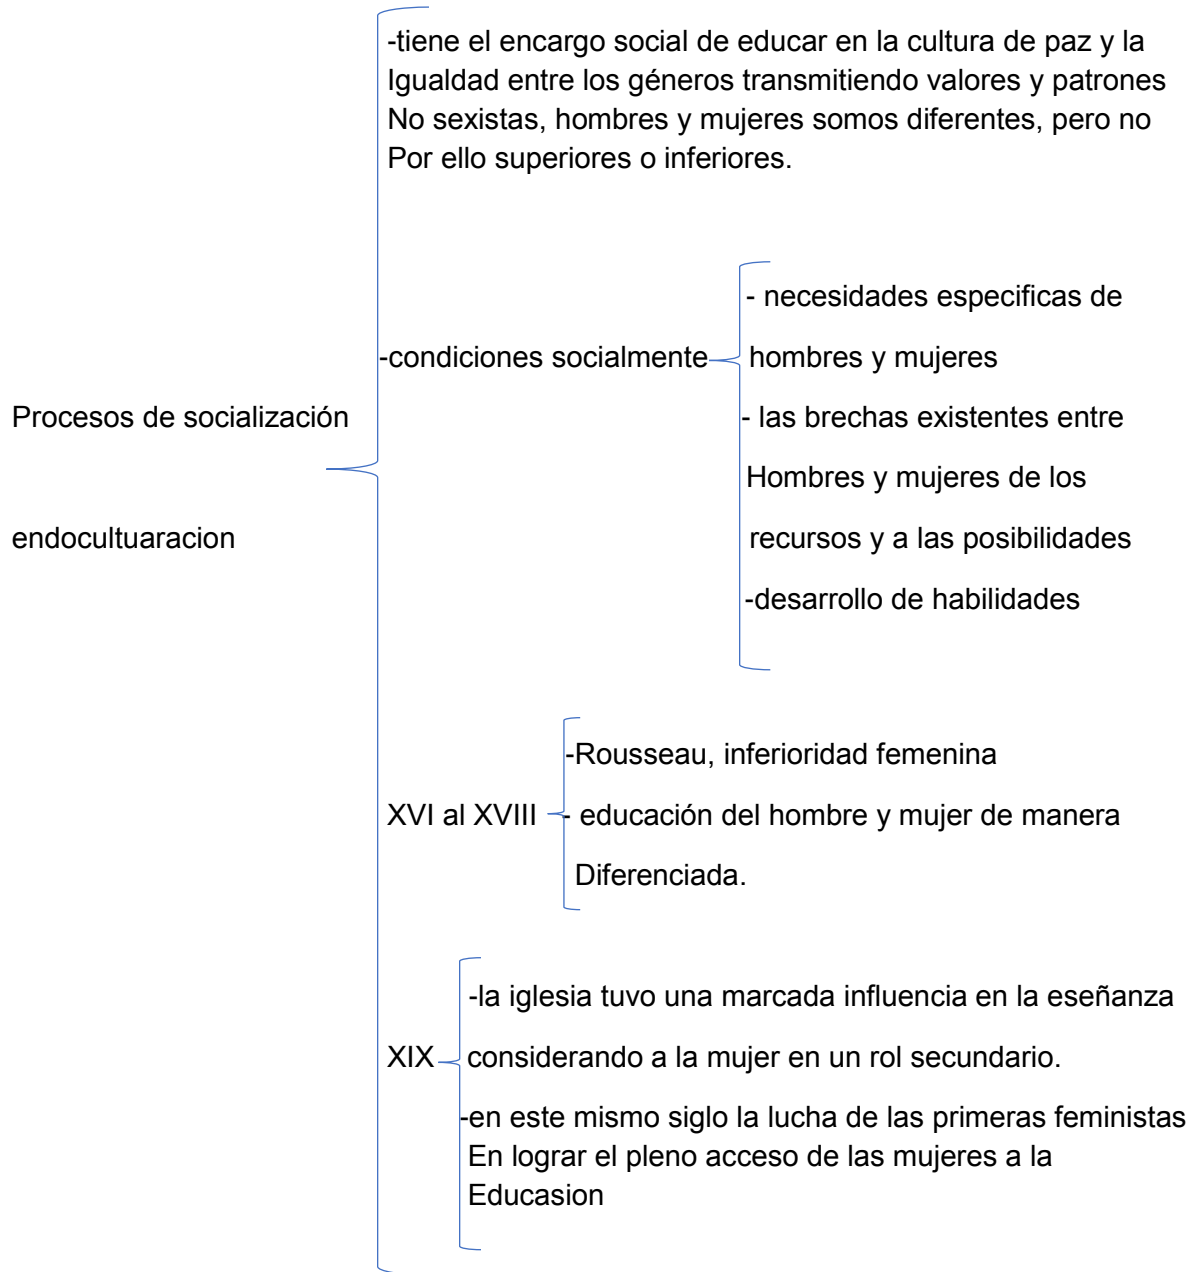 -tiene el encargo social de educar en la cultura de paz y la
Igualdad entre los géneros transmitiendo valores y patrones
No sexistas, hombres y mujeres somos diferentes, pero no
Por ello superiores o inferiores.
- necesidades especificas de
-condiciones socialmente
hombres y mujeres
Procesos de socialización
- las brechas existentes entre
Hombres y mujeres de los
endocultuaracion
recursos y a las posibilidades
-desarrollo de habilidades
-Rousseau, inferioridad femenina
XVI al XVIII
- educación del hombre y mujer de manera
Diferenciada.
-la iglesia tuvo una marcada influencia en la eseñanza
XIX
considerando a la mujer en un rol secundario.
-en este mismo siglo la lucha de las primeras feministas
En lograr el pleno acceso de las mujeres a la
Educasion